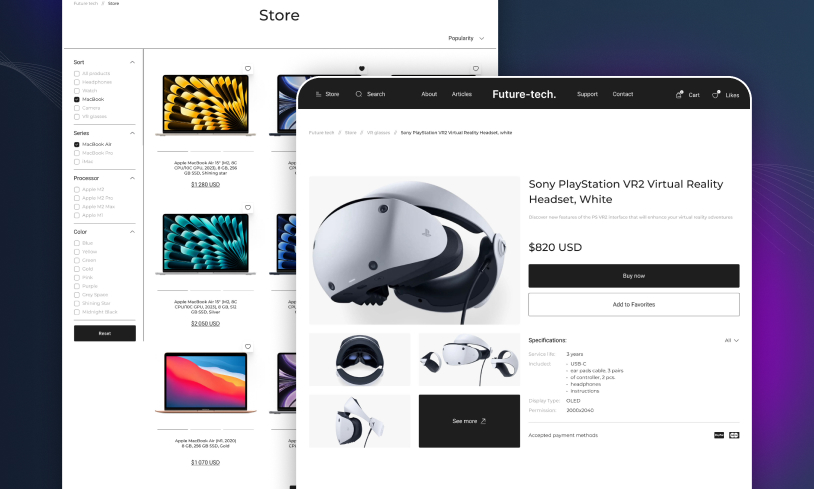 Future tech // Store
Store
Popularity
Sort
All products
Headphones
Watch
MacBook
Camera
VR glasses
Series
MacBook Air
MacBook Pro
iMac
Processor
Apple M2
Apple M2 Pro
Apple M2 Max
Apple M1
Color
Blue
Yellow
Green
Gold
Pink
Purple
Grey Space
Shining Star
Midnight Black
Reset
Apple MacBook Air 15" (M2, 8C
CPU/10C GPU, 2023), 8 GB, 256
GB SSD, Shining star
$1 280 USD
Apple MacBook Air 15" (M2, 8C
CPU/10C GPU, 2023), 8 GB, 512
GB SSD, Silver
$2 050 USD
Apple MacBook Air (M1, 2020)
8 GB, 256 GB SSD, Gold
$1 070 USD
Store
Search
About
Articles
Future-tech.
Support
Contact
Cart
Likes
Future teck // Store // VR glasses // Sony PlayStation VR2 Virtual Reality Headset, white
Sony PlayStation VR2 Virtual Reality
Headset, White
Discover new features of the PS VR2 interface that will enhance your virtual reality adventures
$820 USD
Buy now
Add to Favorites
Specifications:
All
Service life: 3 years
Included: - USB-C
- ear pads cable, 3 pairs
- of controller, 2 pcs.
- headphones
- instructions
Display type: OLED
Permission: 2000x2040
See more
Accepted payment methods